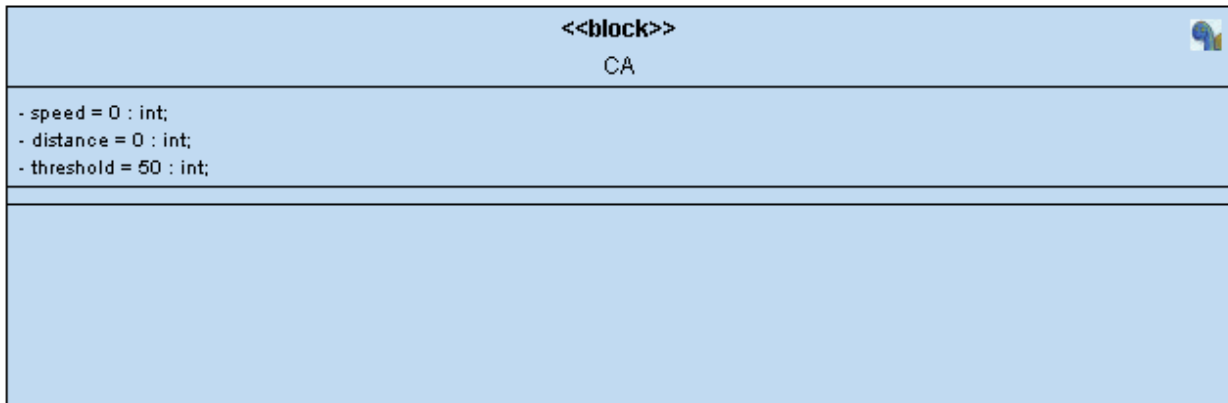 <<block>>
CA
- speed = 0 : int;
- distance = 0 : int;
- threshold = 50 : int;